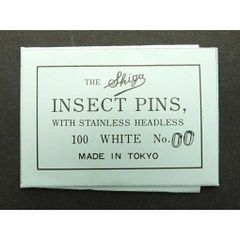 THE Shiga
INSECT PINS,
WITH STAINLESS HEADLESS
100 WHITE No. 00
MADE IN TOKYO